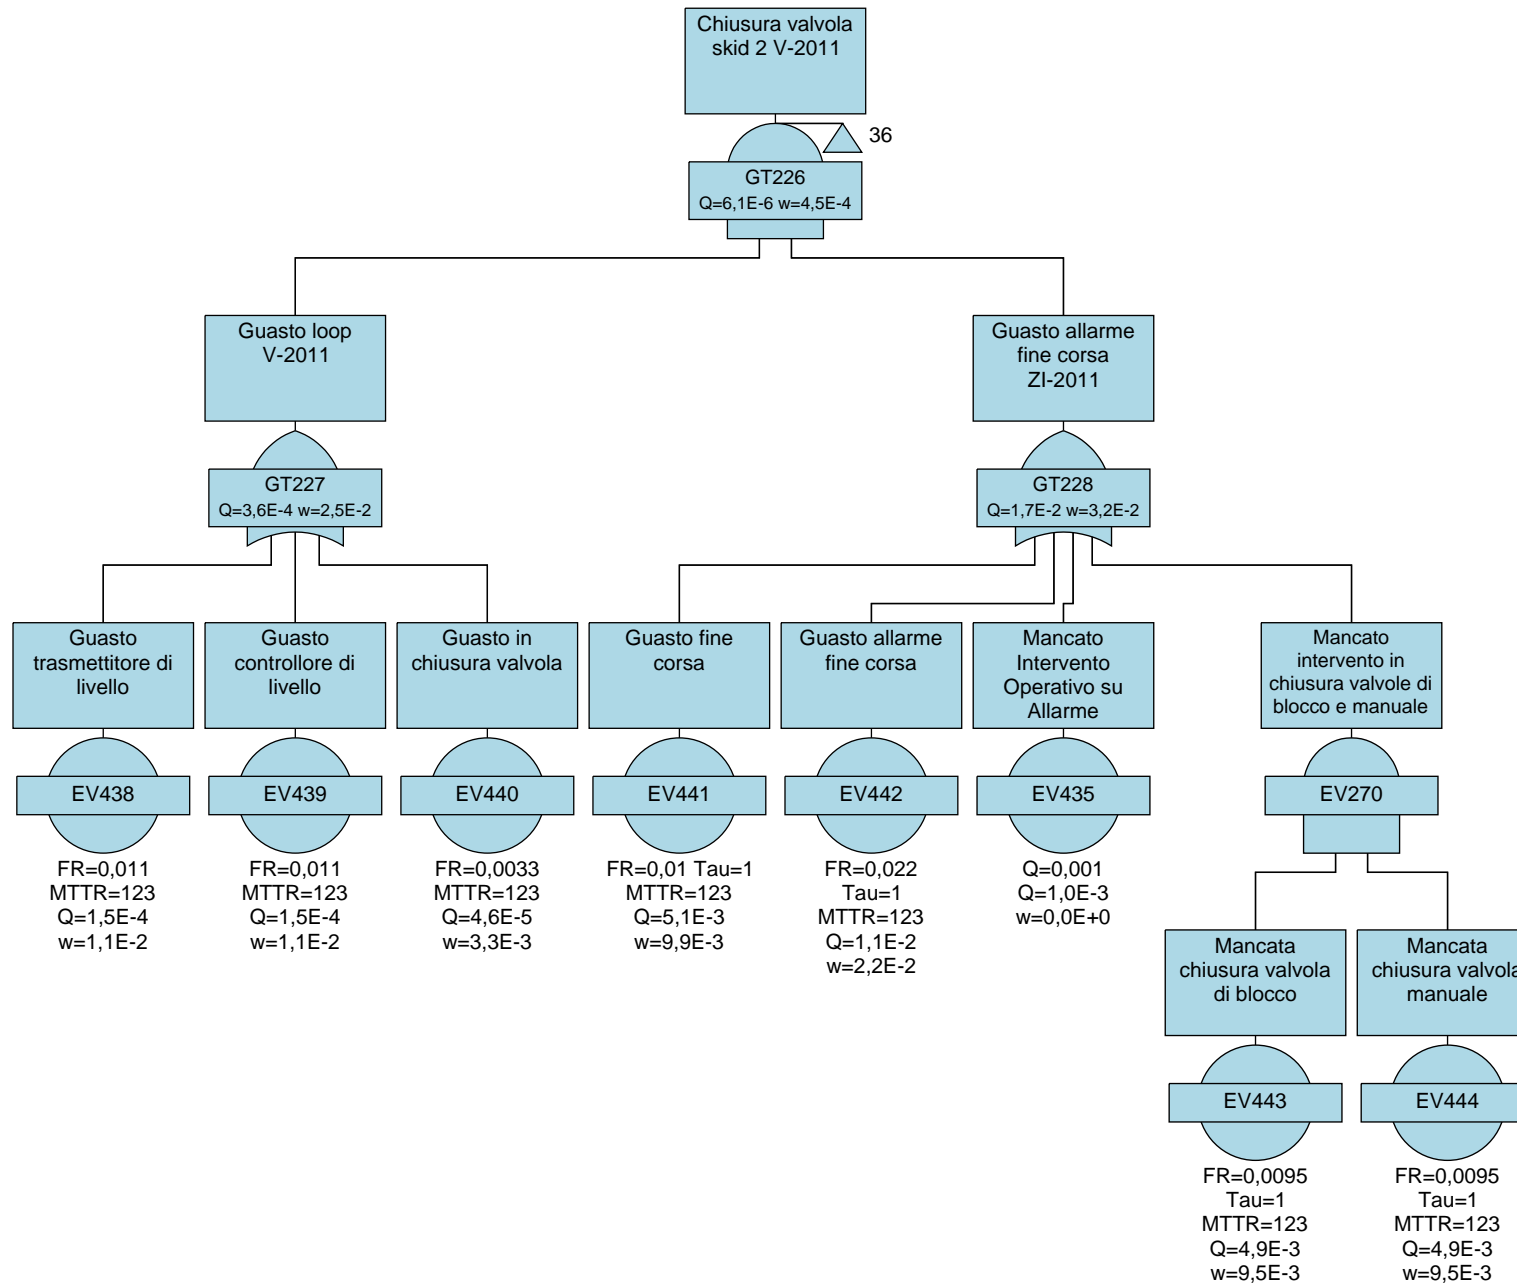 Chiusura valvola
skid 2 V-2011
36
GT226
Q=6,1E-6 w=4,5E-4
Guasto loop
V-2011
Guasto allarme
fine corsa
ZI-2011
GT227
Q=3,6E-4 w=2,5E-2
GT228
Q=1,7E-2 w=3,2E-2
Guasto
trasmettitore di
livello
Guasto
controllore di
livello
Guasto in
chiusura valvola
Guasto fine
corsa
Guasto allarme
fine corsa
Mancato
Intervento
Operativo su
Allarme
Mancato
intervento in
chiusura valvole di
blocco e manuale
EV438
EV439
EV440
EV441
EV442
EV435
EV270
FR=0,011
MTTR=123
Q=1,5E-4
w=1,1E-2
FR=0,011
MTTR=123
Q=1,5E-4
w=1,1E-2
FR=0,0033
MTTR=123
Q=4,6E-5
w=3,3E-3
FR=0,01 Tau=1
MTTR=123
Q=5,1E-3
w=9,9E-3
FR=0,022
Tau=1
MTTR=123
Q=1,1E-2
w=2,2E-2
Q=0,001
Q=1,0E-3
w=0,0E+0
Mancata
chiusura valvola
di blocco
Mancata
chiusura valvola
manuale
EV443
EV444
FR=0,0095
Tau=1
MTTR=123
Q=4,9E-3
w=9,5E-3
FR=0,0095
Tau=1
MTTR=123
Q=4,9E-3
w=9,5E-3